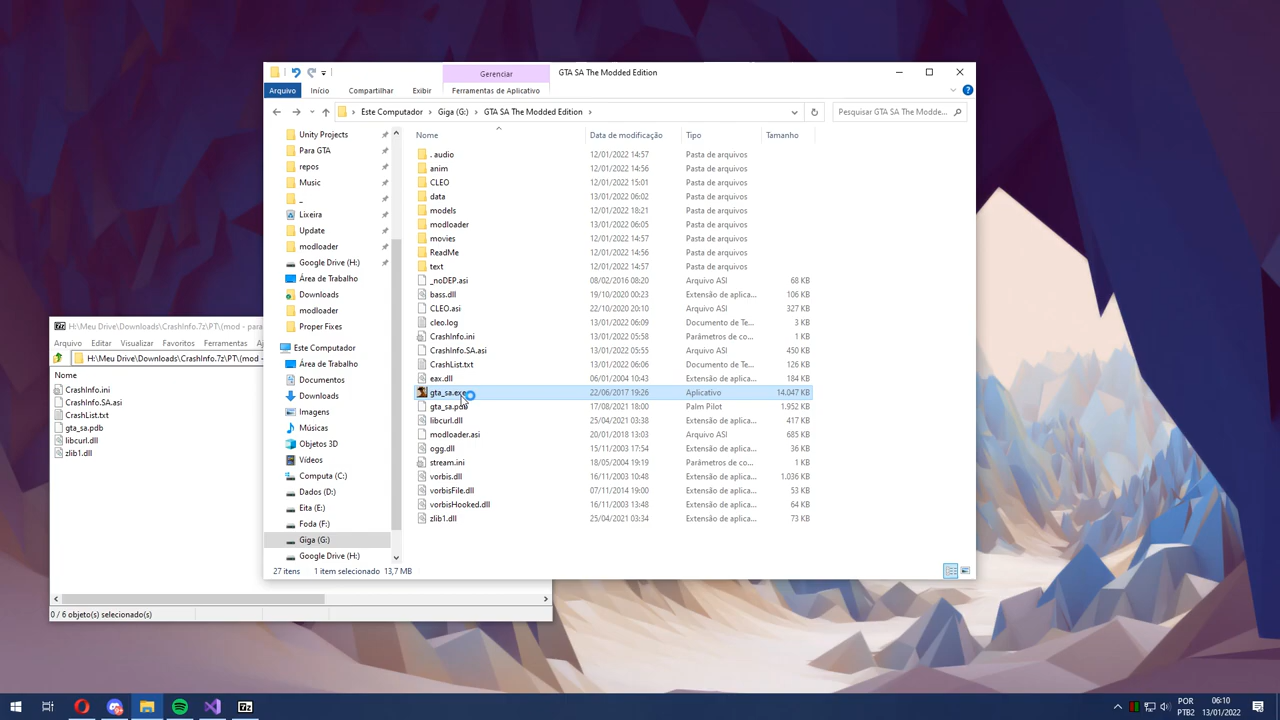 Gerenciar
GTA SA The Modded Edition
Arquivo
Início
Compartilhar
Exibir
Ferramentas de Aplicativo
Este Computador
Giga (G:)
GTA SA The Modded Edition
Pesquisar GTA SA The Modde...
Unity Projects
Para GTA
repos
Music
_
Lixeira
Update
modloader
Google Drive (H:)
Área de Trabalho
Downloads
modloader
Proper Fixes
Este Computador
Área de Trabalho
Documentos
Downloads
Imagens
Músicas
Objetos 3D
Vídeos
Computa (C:)
Dados (D:)
Eita (E:)
Foda (F:)
Giga (G:)
Google Drive (H:)
Nome Data de modificação Tipo Tamanho
. audio 12/01/2022 14:57 Pasta de arquivos
anim 12/01/2022 14:56 Pasta de arquivos
CLEO 12/01/2022 15:01 Pasta de arquivos
data 13/01/2022 06:02 Pasta de arquivos
models 12/01/2022 18:21 Pasta de arquivos
modloader 13/01/2022 06:05 Pasta de arquivos
movies 12/01/2022 14:57 Pasta de arquivos
ReadMe 12/01/2022 14:56 Pasta de arquivos
text 12/01/2022 14:57 Pasta de arquivos
_noDEP.asi 08/02/2016 08:20 Arquivo ASI 68 KB
bass.dll 19/10/2020 00:23 Extensão de aplica... 106 KB
CLEO.asi 22/10/2020 20:10 Arquivo ASI 327 KB
cleo.log 13/01/2022 06:09 Documento de Te... 3 KB
CrashInfo.ini 13/01/2022 05:58 Parâmetros de co... 1 KB
CrashInfo.SA.asi 13/01/2022 05:55 Arquivo ASI 450 KB
CrashList.txt 13/01/2022 06:06 Documento de Te... 126 KB
eax.dll 06/01/2004 10:43 Extensão de aplica... 184 KB
gta_sa.exe 22/06/2017 19:26 Aplicativo 14.047 KB
gta_sa.pdb 17/08/2021 18:00 Palm Pilot 1.952 KB
libcurl.dll 25/04/2021 03:38 Extensão de aplica... 417 KB
modloader.asi 20/01/2018 13:03 Arquivo ASI 685 KB
ogg.dll 16/11/2003 17:54 Extensão de aplica... 36 KB
stream.ini 18/05/2004 19:19 Parâmetros de co... 1 KB
vorbis.dll 16/11/2003 10:48 Extensão de aplica... 1.036 KB
vorbisFile.dll 07/11/2014 19:00 Extensão de aplica... 53 KB
vorbisHooked.dll 16/11/2003 13:48 Extensão de aplica... 64 KB
zlib1.dll 25/04/2021 03:34 Extensão de aplica... 73 KB
27 itens 1 item selecionado 13,7 MB
7z H:\Meu Drive\Downloads\CrashInfo.7z\PT\(mod - para
Arquivo Editar Visualizar Favoritos Ferramentas
H:\Meu Drive\Downloads\CrashInfo.7z\PT\(mod -
Nome
CrashInfo.ini
CrashInfo.SA.asi
CrashList.txt
gta_sa.pdb
libcurl.dll
zlib1.dll
0 / 6 objeto(s) selecionado(s)
7z
POR
PTB2
06:10
13/01/2022